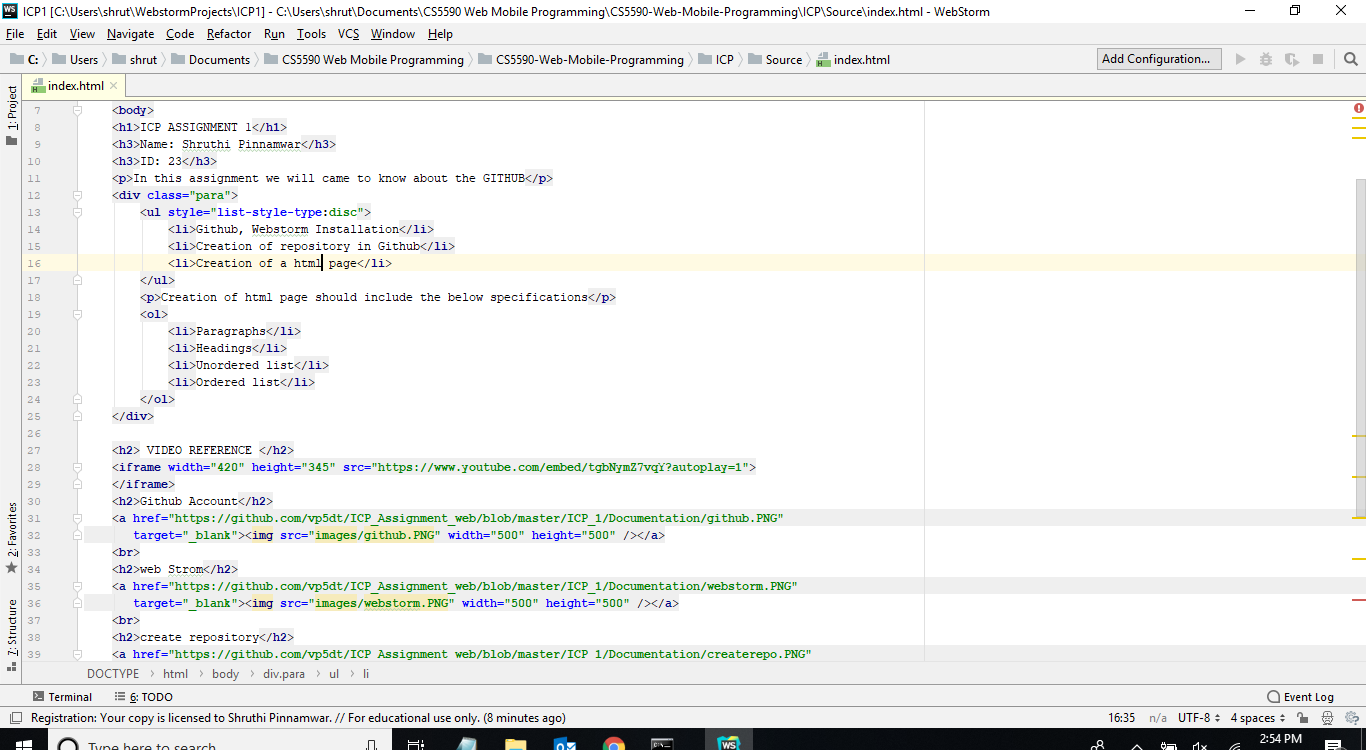 WS ICP1 [C:\Users\shrut\WebstormProjects\ICP1] - C:\Users\shrut\Documents\CS5590 Web Mobile Programming\CS5590-Web-Mobile-Programming\ICP\Source\index.html - WebStorm
File Edit View Navigate Code Refactor Run Tools VCS Window Help
C: Users shrut Documents CS5590 Web Mobile Programming CS5590-Web-Mobile-Programming ICP Source index.html Add Configuration...
index.html
1: Project
7 <body>
8 <h1>ICP ASSIGNMENT 1</h1>
9 <h3>Name: Shruthi Pinnamwar</h3>
10 <h3>ID: 23</h3>
11 <p>In this assignment we will came to know about the GITHUB</p>
12 <div class="para">
13 <ul style="list-style-type:disc">
14 <li>Github, Webstorm Installation</li>
15 <li>Creation of repository in Github</li>
16 <li>Creation of a html page</li>
17 </ul>
18 <p>Creation of html page should include the below specifications</p>
19 <ol>
20 <li>Paragraphs</li>
21 <li>Headings</li>
22 <li>Unordered list</li>
23 <li>Ordered list</li>
24 </ol>
25 </div>
26
27 <h2> VIDEO REFERENCE </h2>
28 <iframe width="420" height="345" src="https://www.youtube.com/embed/tgbNymZ7vqY?autoplay=1">
29 </iframe>
30 <h2>Github Account</h2>
31 <a href="https://github.com/vp5dt/ICP_Assignment_web/blob/master/ICP_1/Documentation/github.PNG"
32 target="_blank"><img src="images/github.PNG" width="500" height="500" /></a>
33 <br>
34 <h2>web Strom</h2>
35 <a href="https://github.com/vp5dt/ICP_Assignment_web/blob/master/ICP_1/Documentation/webstorm.PNG"
36 target="_blank"><img src="images/webstorm.PNG" width="500" height="500" /></a>
37 <br>
38 <h2>create repository</h2>
39 <a href="https://github.com/vp5dt/ICP_Assignment_web/blob/master/ICP_1/Documentation/createrepo.PNG"
2: Favorites
7: Structure
DOCTYPE html body div.para ul li
Terminal 6: TODO Event Log
Registration: Your copy is licensed to Shruthi Pinnamwar. // For educational use only. (8 minutes ago) 16:35 n/a UTF-8 4 spaces
Type here to search WS 2:54 PM